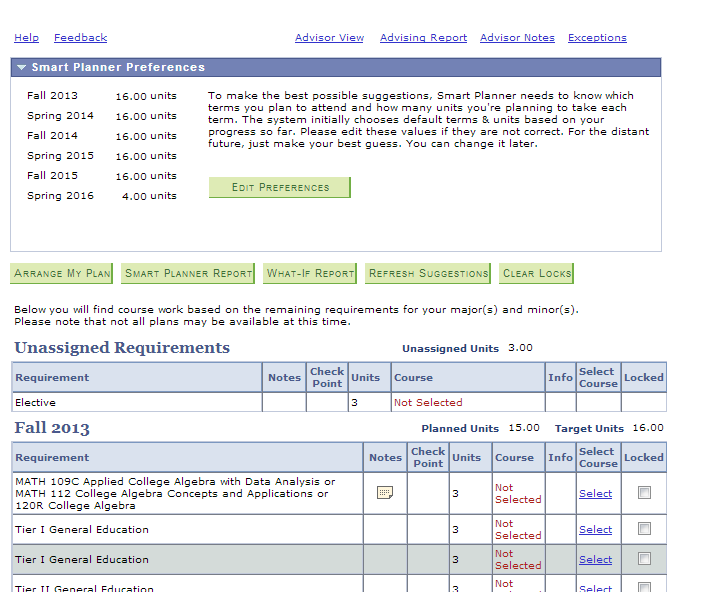 Help Feedback Advisor View Advising Report Advisor Notes Exceptions
Smart Planner Preferences
Fall 2013 16.00 units
Spring 2014 16.00 units
Fall 2014 16.00 units
Spring 2015 16.00 units
Fall 2015 16.00 units
Spring 2016 4.00 units
To make the best possible suggestions, Smart Planner needs to know which
terms you plan to attend and how many units you're planning to take each
term. The system initially chooses default terms & units based on your
progress so far. Please edit these values if they are not correct. For the distant
future, just make your best guess. You can change it later.
EDIT PREFERENCES
ARRANGE MY PLAN SMART PLANNER REPORT WHAT-IF REPORT REFRESH SUGGESTIONS CLEAR LOCKS
Below you will find course work based on the remaining requirements for your major(s) and minor(s).
Please note that not all plans may be available at this time.
Unassigned Requirements Unassigned Units 3.00
Requirement Notes Check Point Units Course Info Select Course Locked
Elective 3 Not Selected
Fall 2013 Planned Units 15.00 Target Units 16.00
Requirement Notes Check Point Units Course Info Select Course Locked
MATH 109C Applied College Algebra with Data Analysis or
MATH 112 College Algebra Concepts and Applications or
120R College Algebra
3 Not Selected Select
Tier I General Education 3 Not Selected Select
Tier I General Education 3 Not Selected Select
Tier II General Education 3 Not Select